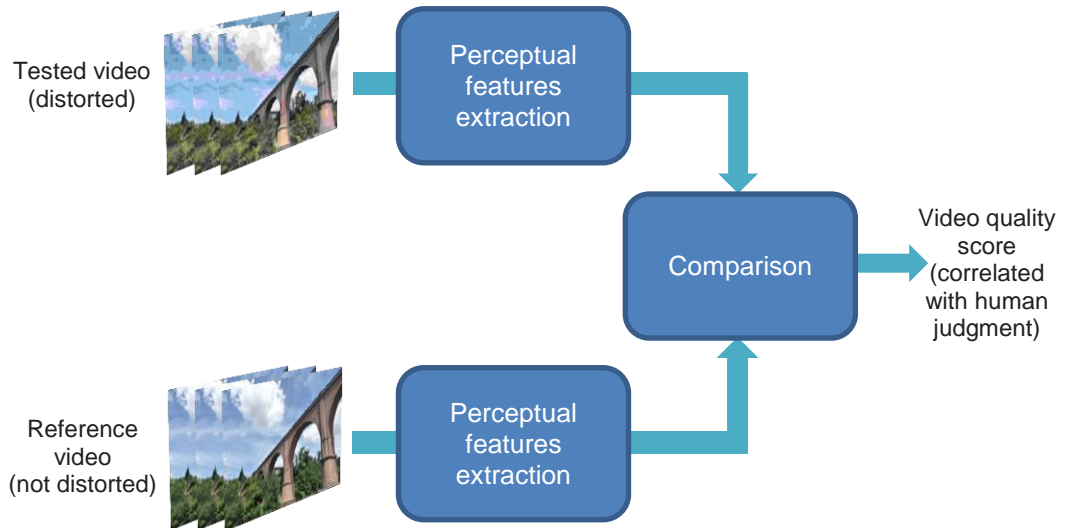 Tested video
(distorted)
Perceptual
features
extraction
Comparison
Video quality
score
(correlated
with human
judgment)
Reference
video
(not distorted)
Perceptual
features
extraction